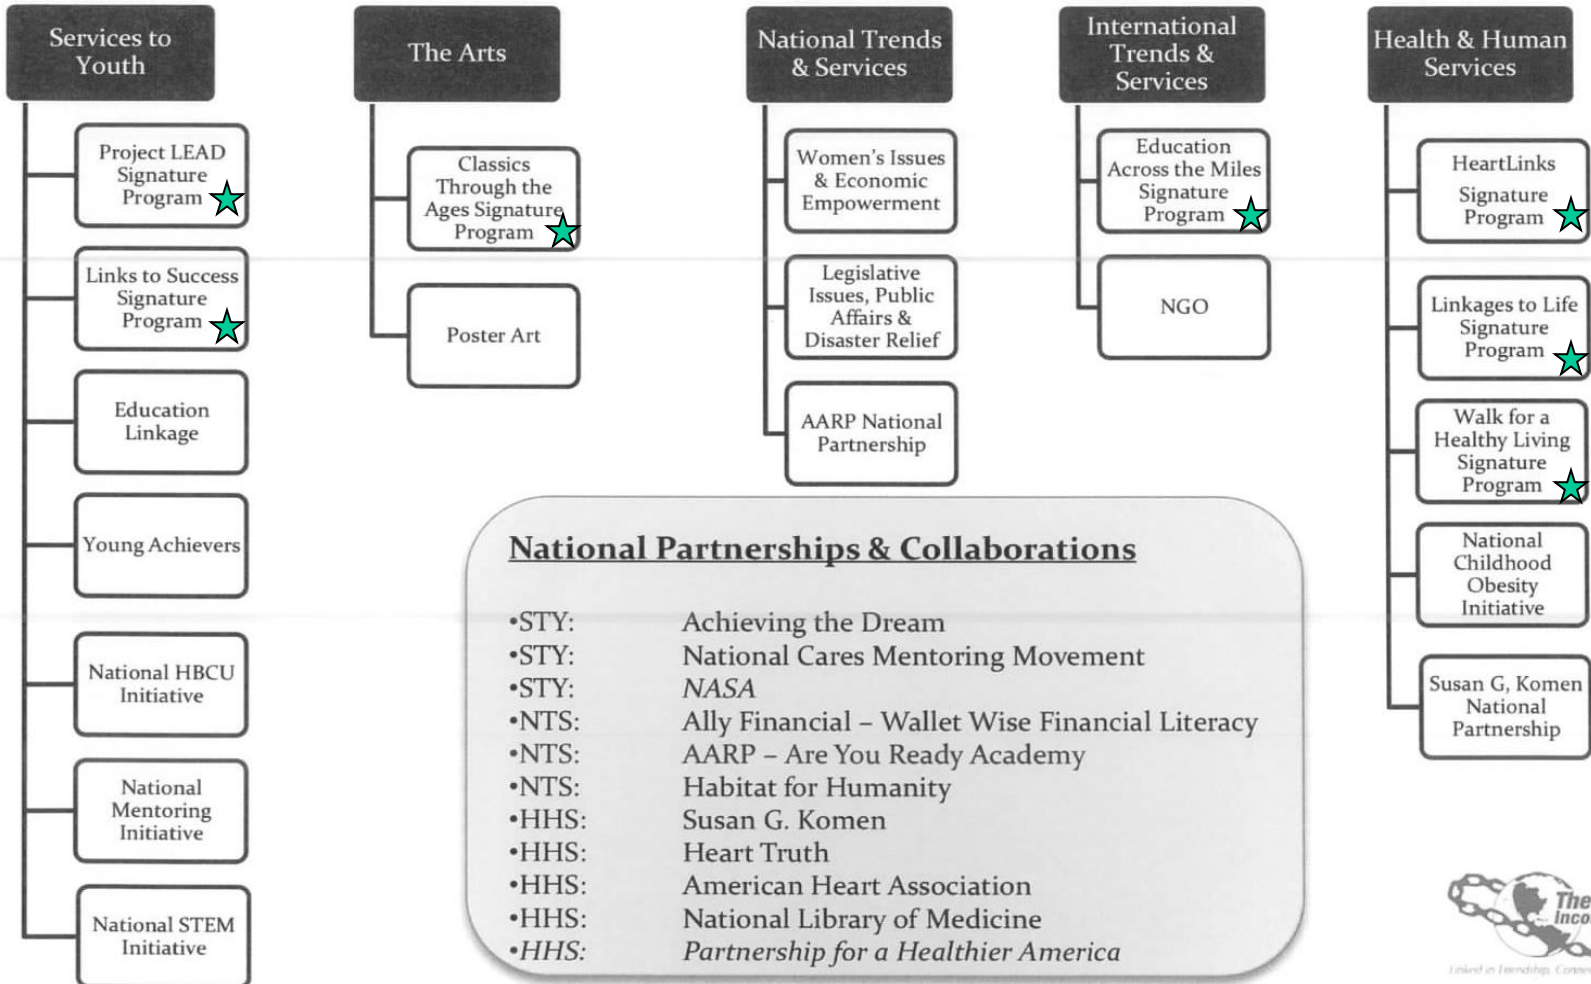 Services to
Youth
Project LEAD
Signature
Program
Links to Success
Signature
Program
Education
Linkage
Young Achievers
National HBCU
Initiative
National
Mentoring
Initiative
National STEM
Initiative
The Arts
Classics
Through the
Ages Signature
Program
Poster Art
National Trends
& Services
Women's Issues
& Economic
Empowerment
Legislative
Issues, Public
Affairs &
Disaster Relief
AARP National
Partnership
International
Trends &
Services
Education
Across the Miles
Signature
Program
NGO
Health & Human
Services
HeartLinks
Signature
Program
Linkages to Life
Signature
Program
Walk for a
Healthy Living
Signature
Program
National
Childhood
Obesity
Initiative
Susan G, Komen
National
Partnership
National Partnerships & Collaborations
•STY: Achieving the Dream
•STY: National Cares Mentoring Movement
•STY: NASA
•NTS: Ally Financial – Wallet Wise Financial Literacy
•NTS: AARP – Are You Ready Academy
•NTS: Habitat for Humanity
•HHS: Susan G. Komen
•HHS: Heart Truth
•HHS: American Heart Association
•HHS: National Library of Medicine
•HHS: Partnership for a Healthier America
The
Linked in Friendship,